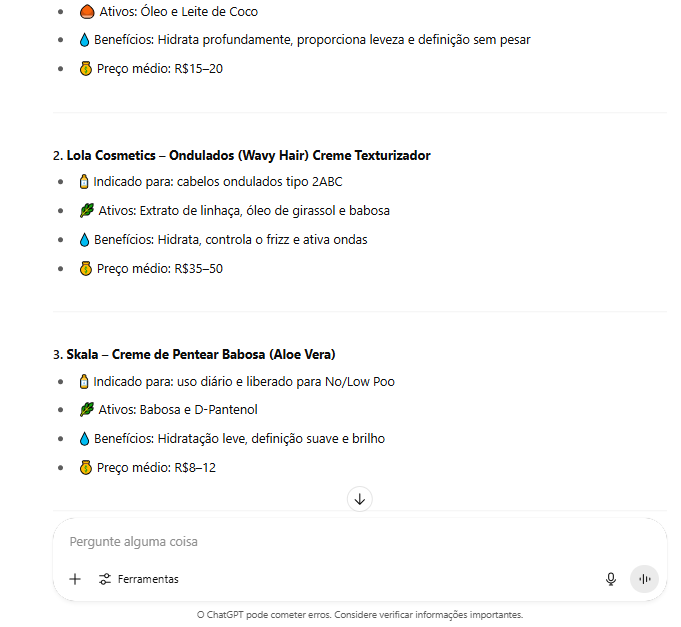 Ativos: Óleo e Leite de Coco
Benefícios: Hidrata profundamente, proporciona leveza e definição sem pesar
Preço médio: R$15–20
2. Lola Cosmetics – Ondulados (Wavy Hair) Creme Texturizador
Indicado para: cabelos ondulados tipo 2ABC
Ativos: Extrato de linhaça, óleo de girassol e babosa
Benefícios: Hidrata, controla o frizz e ativa ondas
Preço médio: R$35–50
3. Skala – Creme de Pentear Babosa (Aloe Vera)
Indicado para: uso diário e liberado para No/Low Poo
Ativos: Babosa e D-Pantenol
Benefícios: Hidratação leve, definição suave e brilho
Preço médio: R$8–12
Pergunte alguma coisa
Ferramentas
O ChatGPT pode cometer erros. Considere verificar informações importantes.